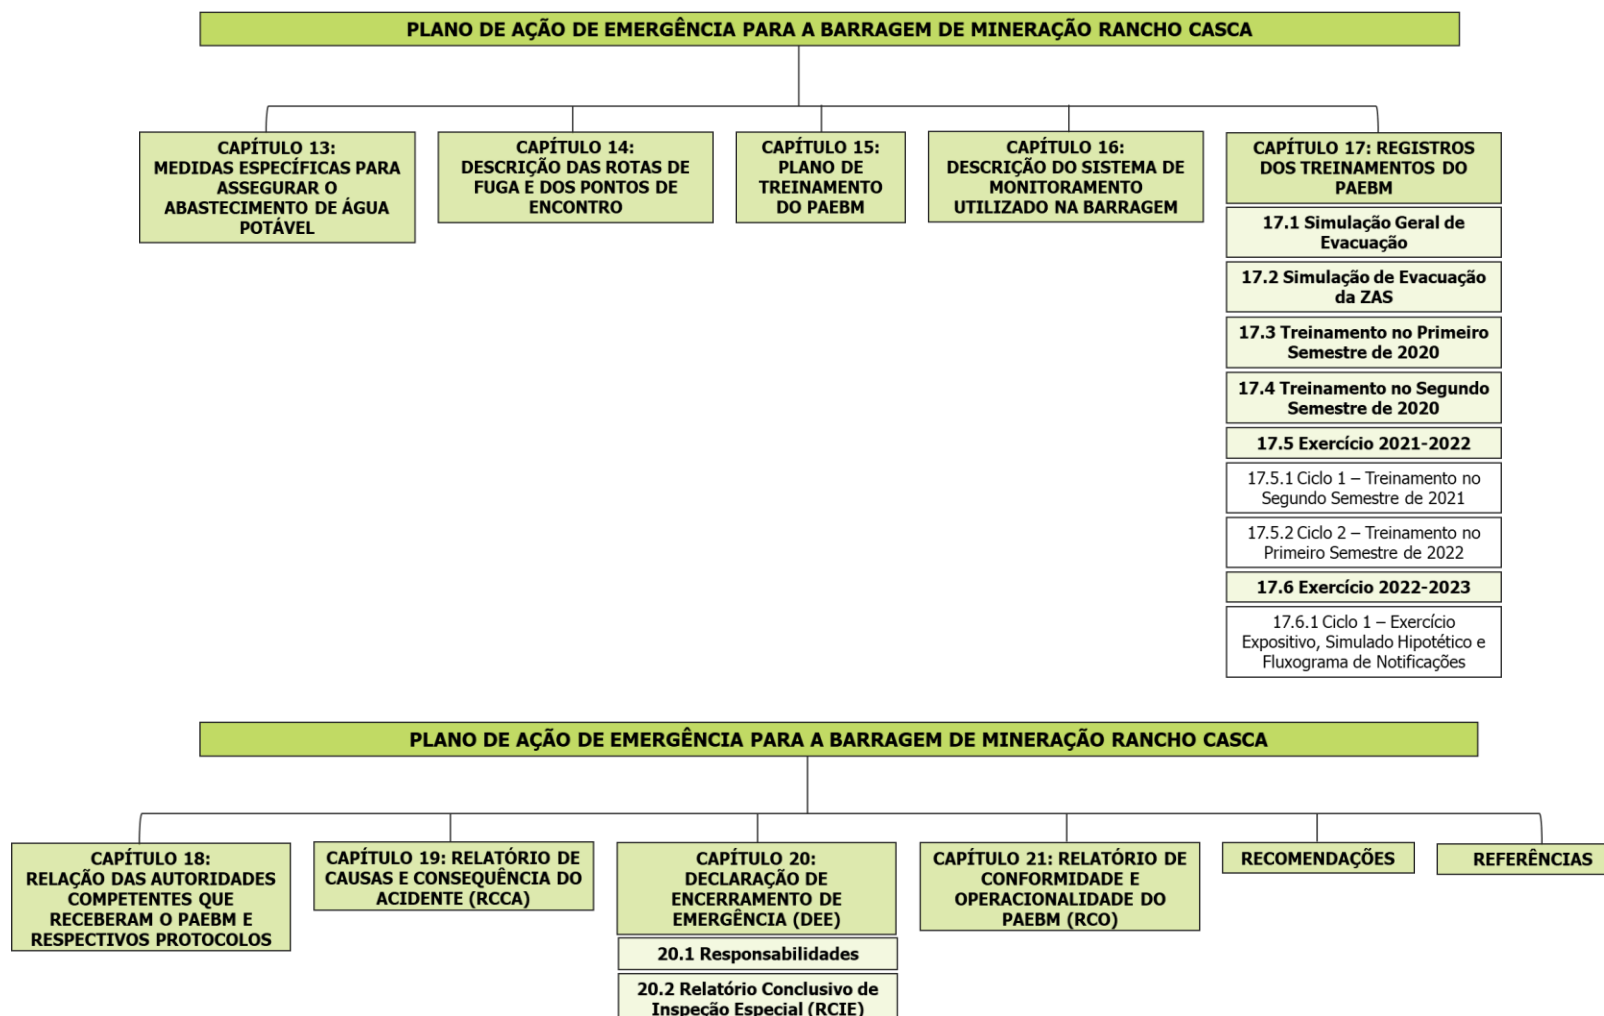 PLANO DE AÇÃO DE EMERGÊNCIA PARA A BARRAGEM DE MINERAÇÃO RANCHO CASCA
CAPÍTULO 13:
MEDIDAS ESPECÍFICAS PARA
ASSEGURAR O
ABASTECIMENTO DE ÁGUA
POTÁVEL
CAPÍTULO 14:
DESCRIÇÃO DAS ROTAS DE
FUGA E DOS PONTOS DE
ENCONTRO
CAPÍTULO 15:
PLANO DE
TREINAMENTO
DO PAEBM
CAPÍTULO 16:
DESCRIÇÃO DO SISTEMA DE
MONITORAMENTO
UTILIZADO NA BARRAGEM
CAPÍTULO 17: REGISTROS
DOS TREINAMENTOS DO
PAEBM
17.1 Simulação Geral de
Evacuação
17.2 Simulação de Evacuação
da ZAS
17.3 Treinamento no Primeiro
Semestre de 2020
17.4 Treinamento no Segundo
Semestre de 2020
17.5 Exercício 2021-2022
17.5.1 Ciclo 1 – Treinamento no
Segundo Semestre de 2021
17.5.2 Ciclo 2 – Treinamento no
Primeiro Semestre de 2022
17.6 Exercício 2022-2023
17.6.1 Ciclo 1 – Exercício
Expositivo, Simulado Hipotético e
Fluxograma de Notificações
PLANO DE AÇÃO DE EMERGÊNCIA PARA A BARRAGEM DE MINERAÇÃO RANCHO CASCA
CAPÍTULO 18:
RELAÇÃO DAS AUTORIDADES
COMPETENTES QUE
RECEBERAM O PAEBM E
RESPECTIVOS PROTOCOLOS
CAPÍTULO 19: RELATÓRIO DE
CAUSAS E CONSEQUÊNCIA DO
ACIDENTE (RCCA)
CAPÍTULO 20:
DECLARAÇÃO DE
ENCERRAMENTO DE
EMERGÊNCIA (DEE)
20.1 Responsabilidades
20.2 Relatório Conclusivo de
Inspeção Especial (RCIE)
CAPÍTULO 21: RELATÓRIO DE
CONFORMIDADE E
OPERACIONALIDADE DO
PAEBM (RCO)
RECOMENDAÇÕES
REFERÊNCIAS